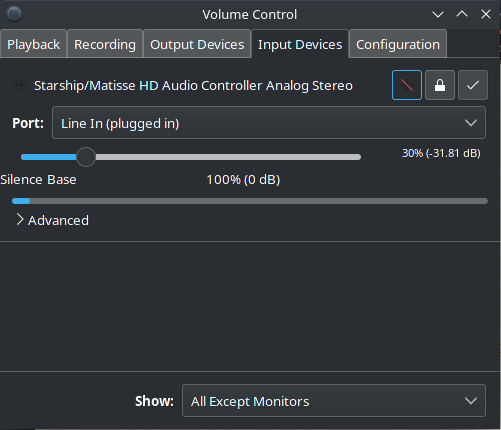 Volume Control
Playback Recording Output Devices Input Devices Configuration
Starship/Matisse HD Audio Controller Analog Stereo
Port: Line In (plugged in)
30% (-31.81 dB)
Silence Base 100% (0 dB)
Advanced
Show: All Except Monitors